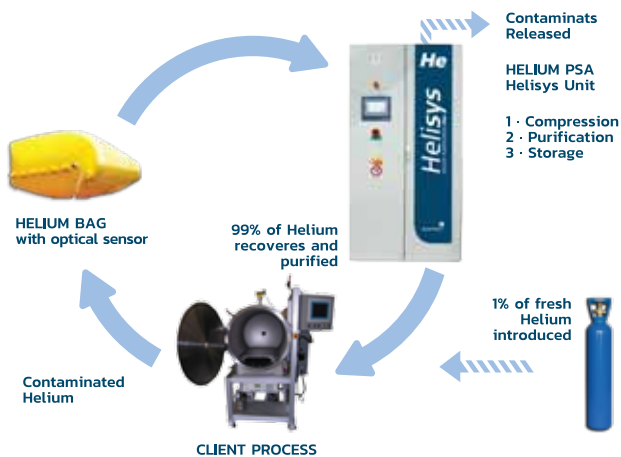 Contaminats
Released
HELIUM PSA
Helisys Unit
1 · Compression
2 · Purification
3 · Storage
He
Helisys
HELIUM BAG
with optical sensor
99% of Helium
recoveres and
purified
1% of fresh
Helium
introduced
Contaminated
Helium
CLIENT PROCESS